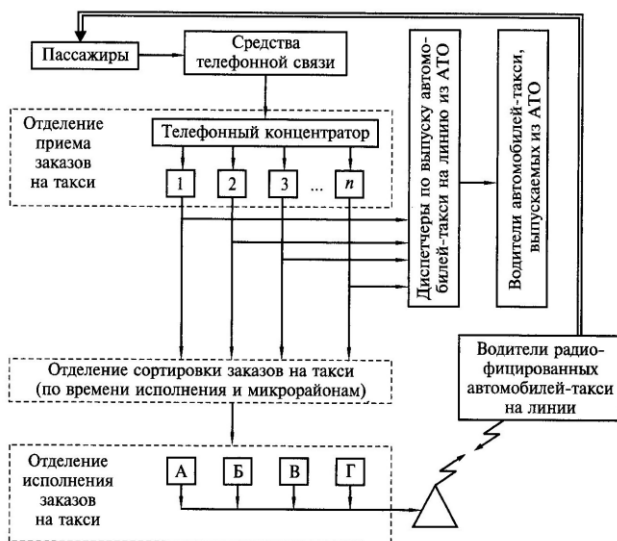 Пассажиры
Средства
телефонной связи
Отделение
приема
заказов
на такси
Телефонный концентратор
1 2 3 ... n
Диспетчеры по выпуску автомо-
билей-такси на линию из АТО
Водители автомобилей-такси,
выпускаемых из АТО
Отделение сортировки заказов на такси
(по времени исполнения и микрорайонам)
Водители радио-
фицированных
автомобилей-такси
на линии
Отделение
исполнения
заказов
на такси
А Б В Г